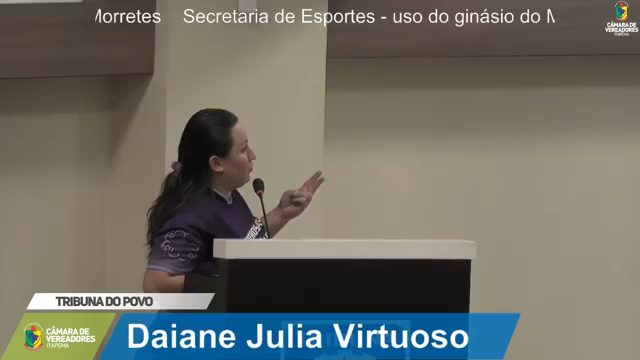 Morretes    Secretaria de Esportes - uso do ginásio do M
CÂMARA DE
VEREADORES
ITAPEMA
TRIBUNA DO POVO
CÂMARA DE
VEREADORES
ITAPEMA
Daiane Julia Virtuoso